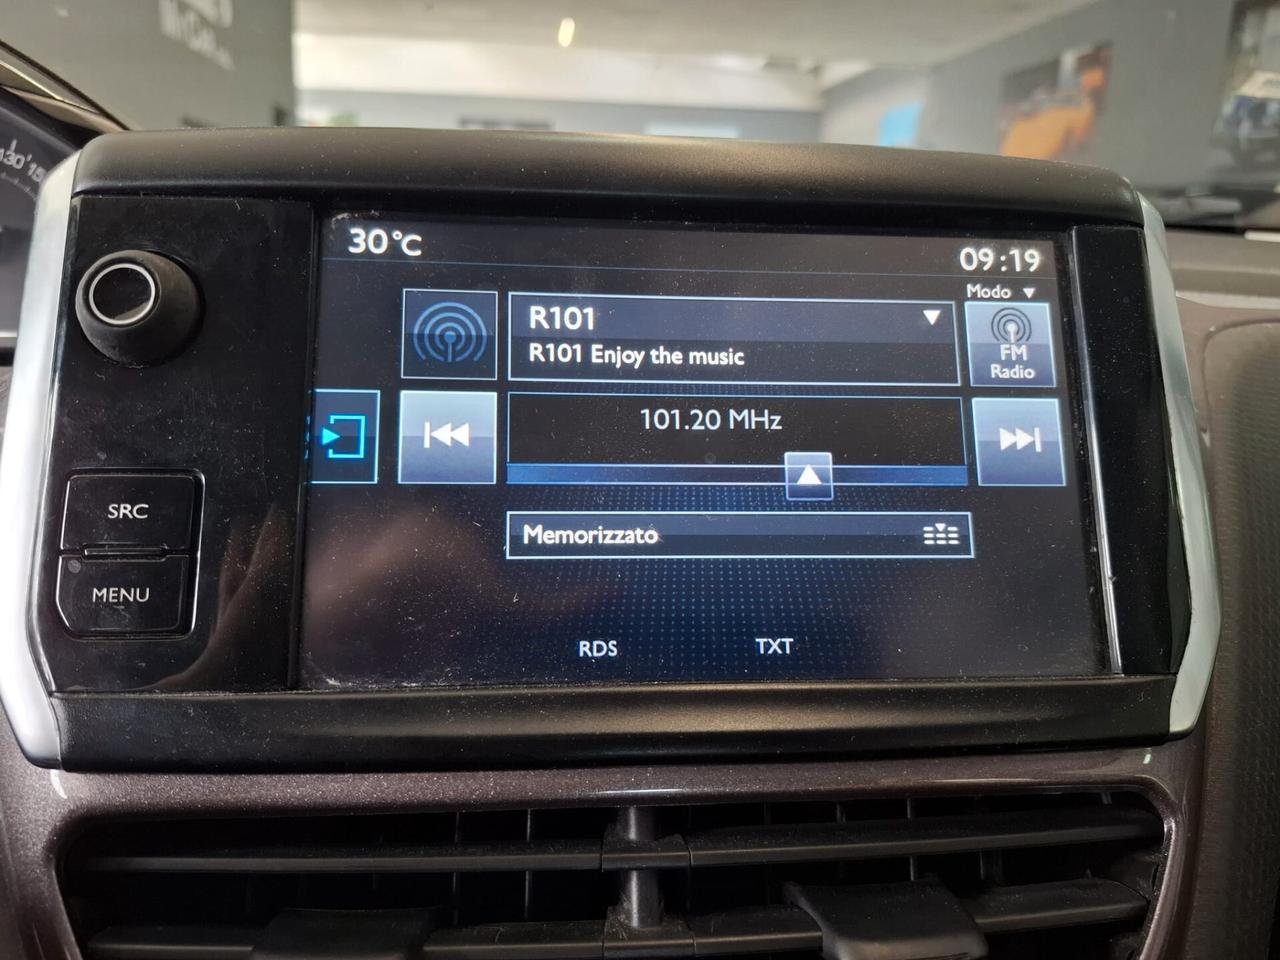 130
30°C
09:19
Modo
R101
R101 Enjoy the music
FM
Radio
101.20 MHz
SRC
Memorizzato
MENU
RDS
TXT